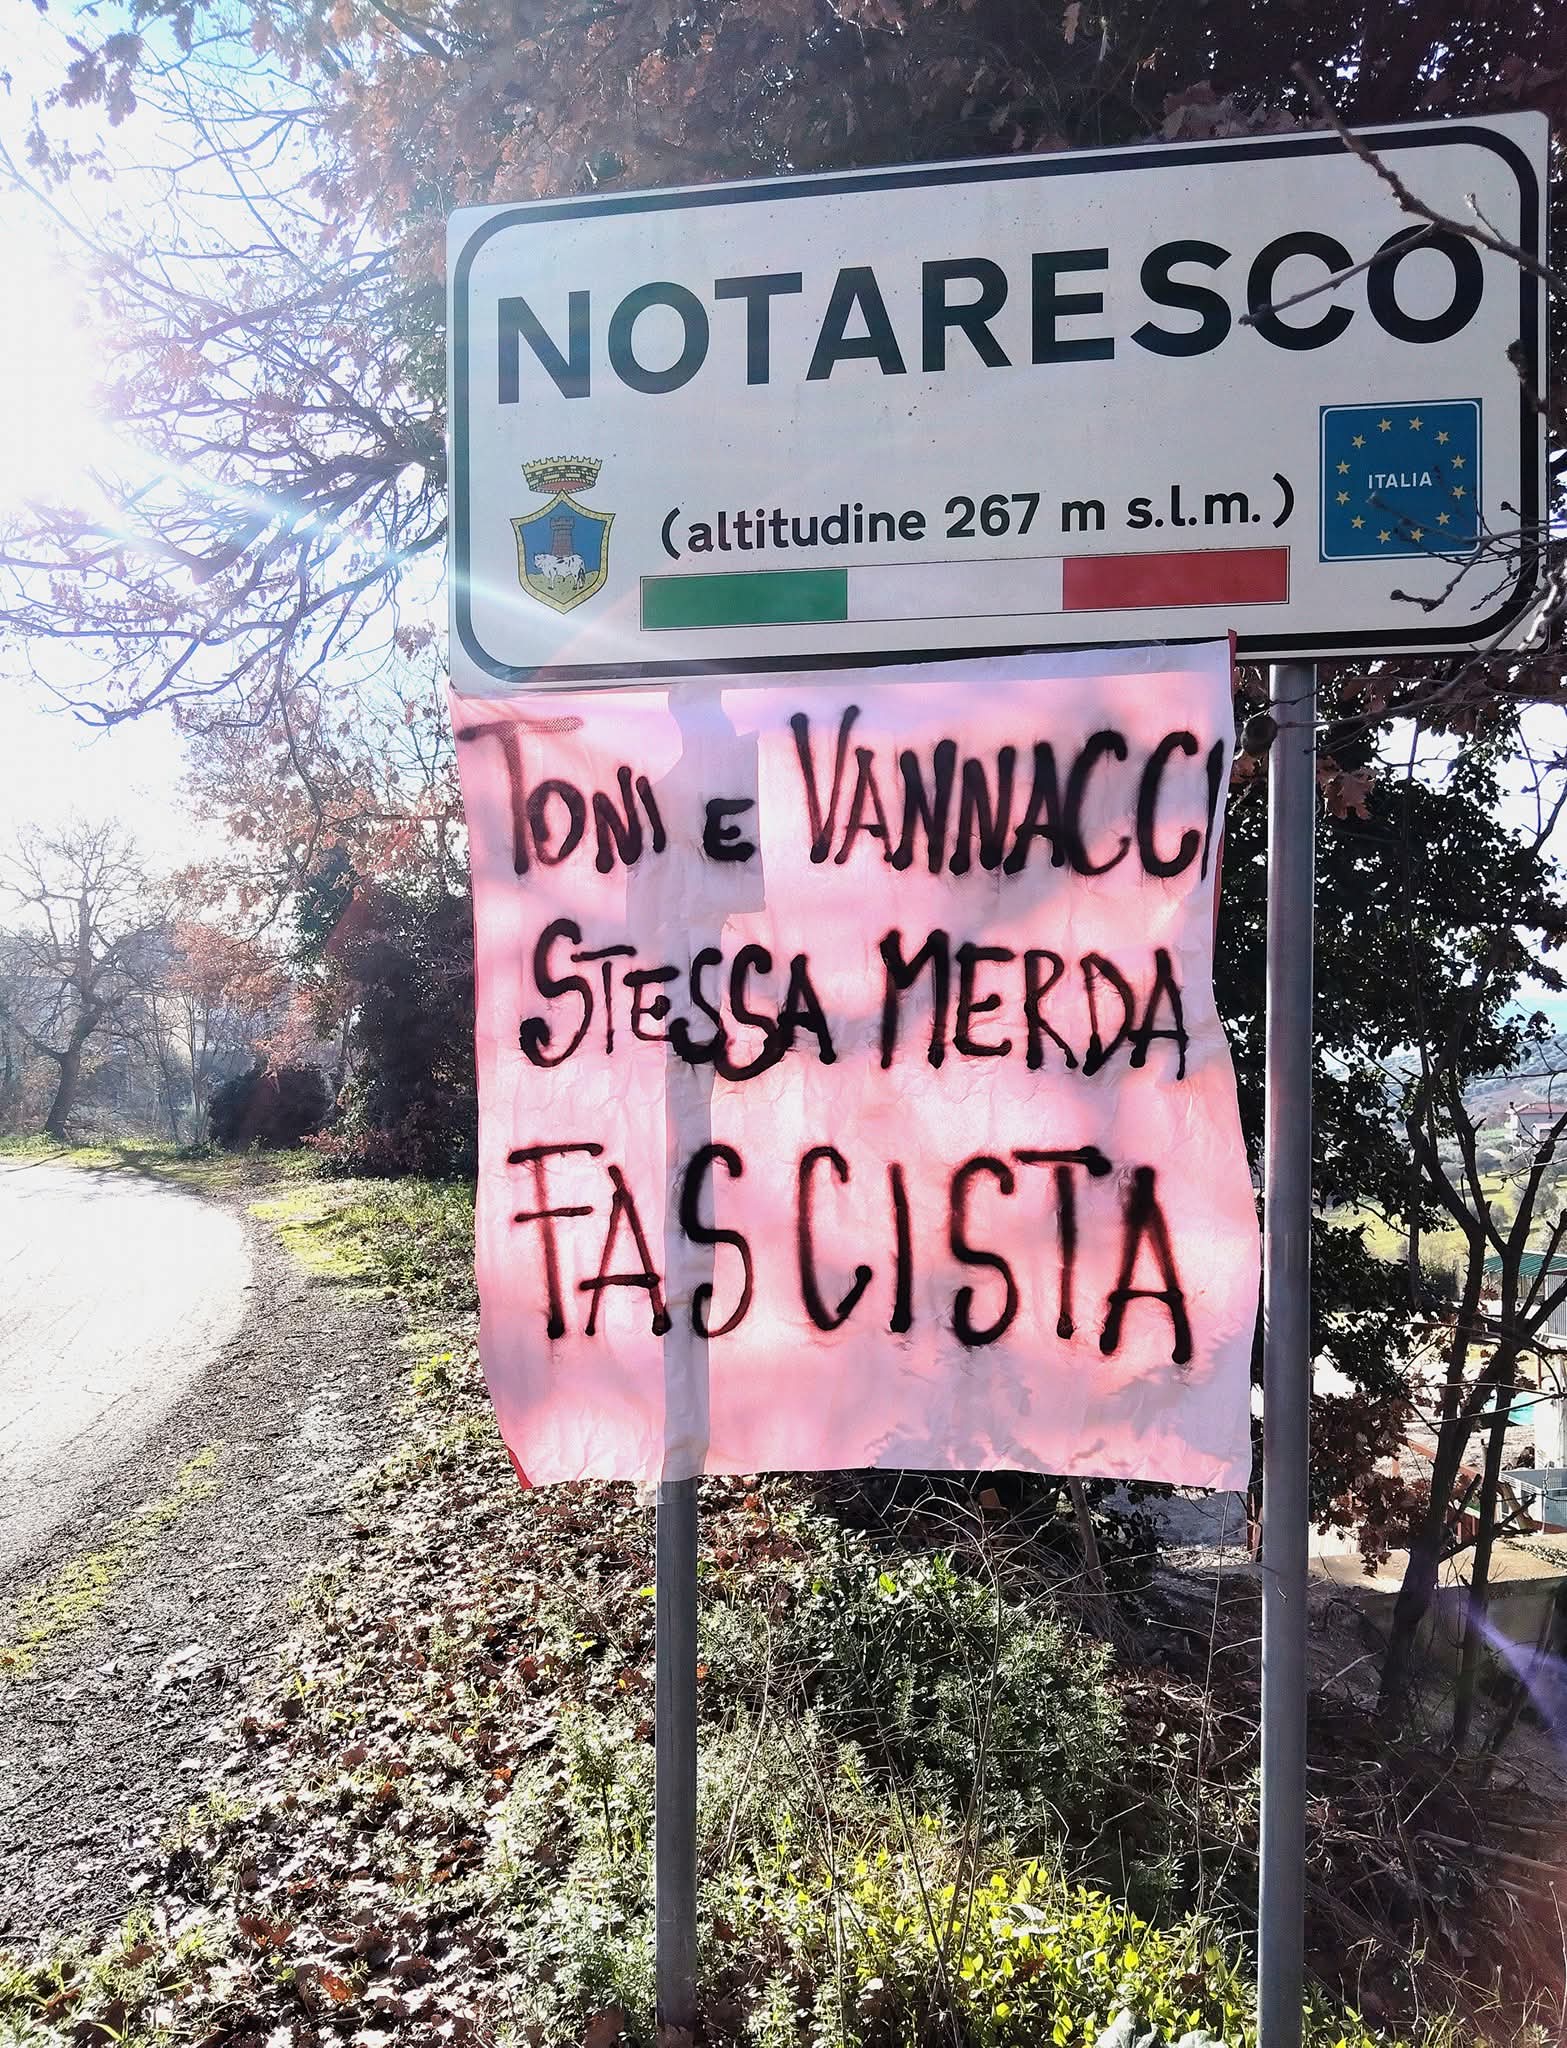 NOTARESCO
(altitudine 267 m s.l.m.)
ITALIA
TONI E VANNACCI
STESSA MERDA
FASCISTA